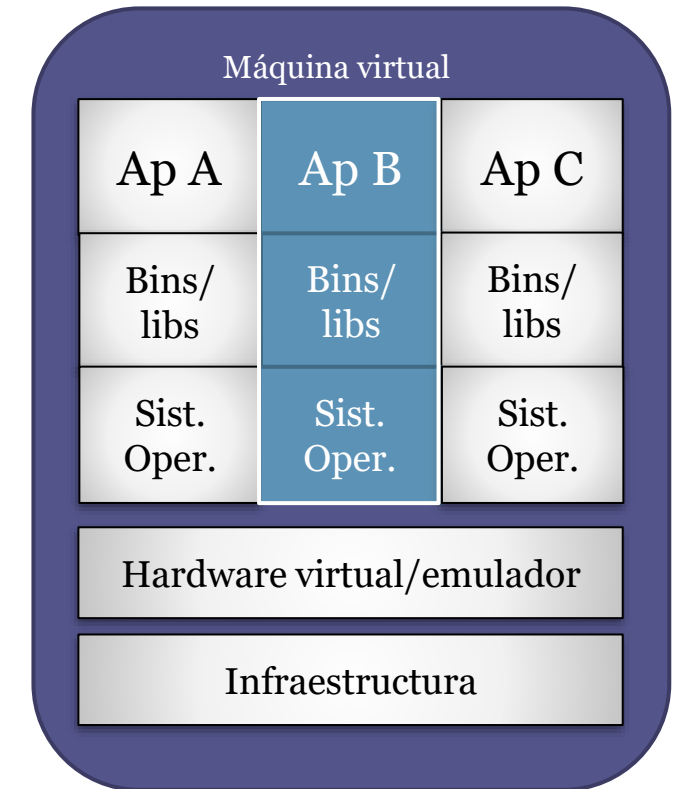 Máquina virtual
Ap A
Ap B
Ap C
Bins/
libs
Bins/
libs
Bins/
libs
Sist.
Oper.
Sist.
Oper.
Sist.
Oper.
Hardware virtual/emulador
Infraestructura